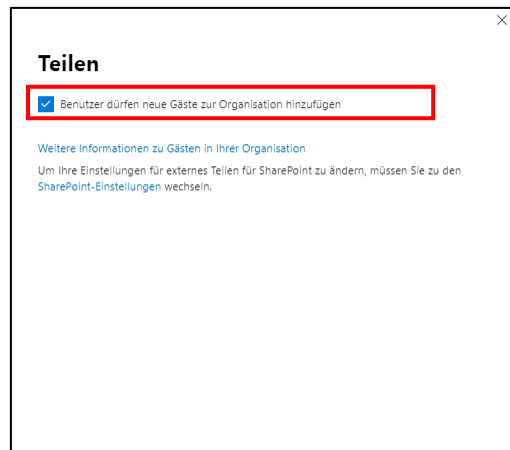 Teilen
Benutzer dürfen neue Gäste zur Organisation hinzufügen
Weitere Informationen zu Gästen in Ihrer Organisation
Um Ihre Einstellungen für externes Teilen für SharePoint zu ändern, müssen Sie zu den
SharePoint-Einstellungen wechseln.